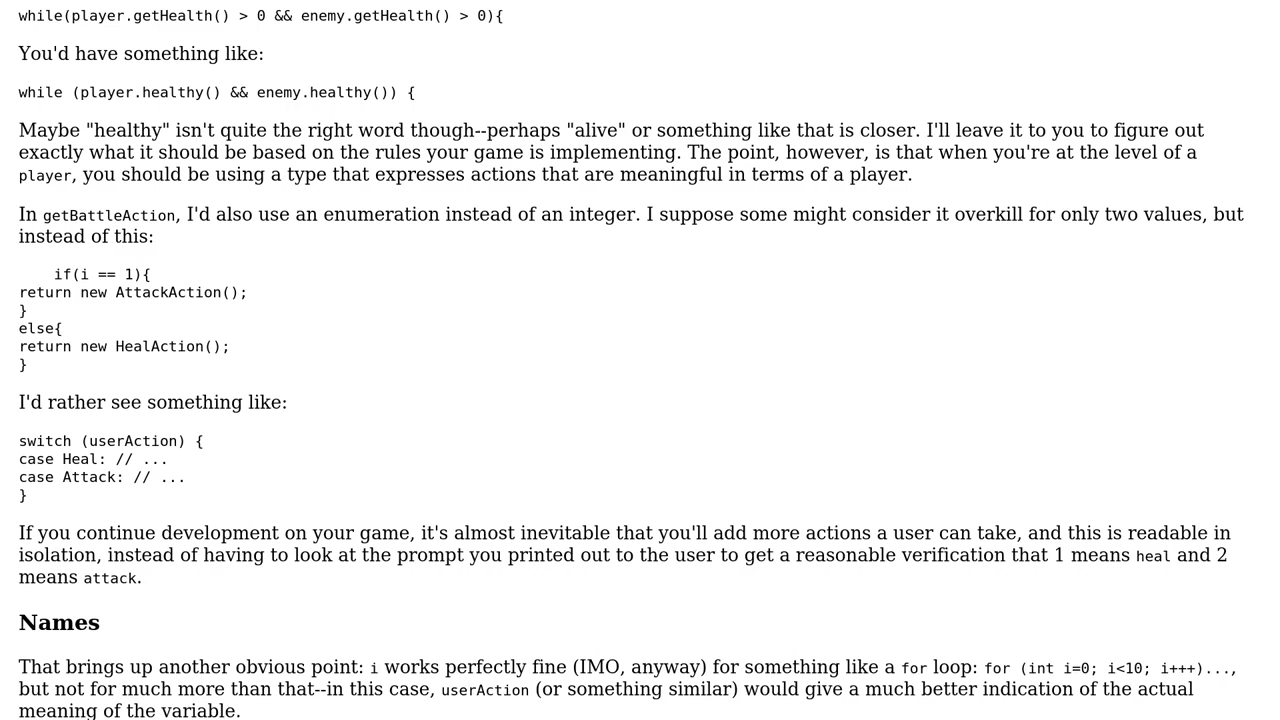 while(player.getHealth() > 0 && enemy.getHealth() > 0){
You'd have something like:
while (player.healthy() && enemy.healthy()) {
Maybe "healthy" isn't quite the right word though--perhaps "alive" or something like that is closer. I'll leave it to you to figure out
exactly what it should be based on the rules your game is implementing. The point, however, is that when you're at the level of a
player, you should be using a type that expresses actions that are meaningful in terms of a player.
In getBattleAction, I'd also use an enumeration instead of an integer. I suppose some might consider it overkill for only two values, but
instead of this:
    if(i == 1){
return new AttackAction();
}
else{
return new HealAction();
}
I'd rather see something like:
switch (userAction) {
case Heal: // ...
case Attack: // ...
}
If you continue development on your game, it's almost inevitable that you'll add more actions a user can take, and this is readable in
isolation, instead of having to look at the prompt you printed out to the user to get a reasonable verification that 1 means heal and 2
means attack.
Names
That brings up another obvious point: i works perfectly fine (IMO, anyway) for something like a for loop: for (int i=0; i<10; i+++)...,
but not for much more than that--in this case, userAction (or something similar) would give a much better indication of the actual
meaning of the variable.